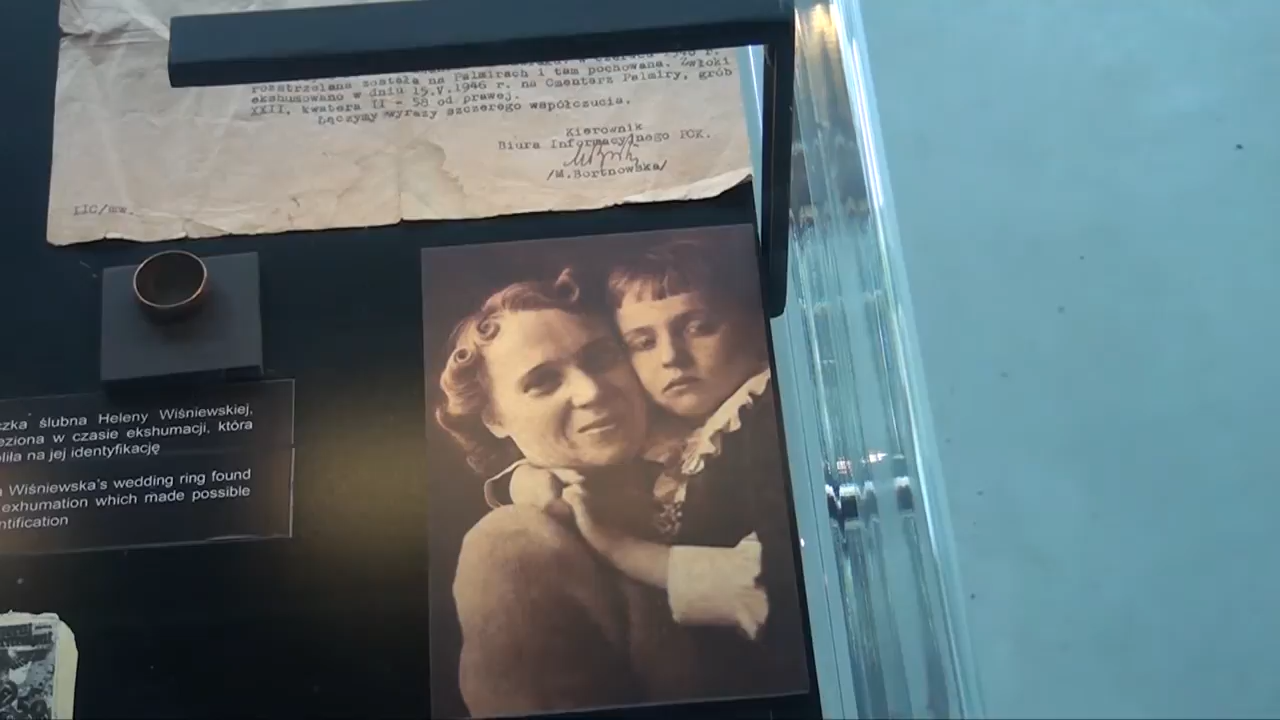 rozstrzelana została na Palmirach i tam pochowana. Zwłoki
ekshumowano w dniu 15.V.1946 r. na Cmentarz Palmiry, grób
XXII, kwatera II - 58 od prawej.
Łączymy wyrazy szczerego współczucia.
Kierownik
Biura Informacyjnego PCK.
/M.Bortnowska/
LIC/mw.
czka ślubna Heleny Wiśniewskiej,
eziona w czasie ekshumacji, która
oliła na jej identyfikację
Wiśniewska's wedding ring found
exhumation which made possible
ntification